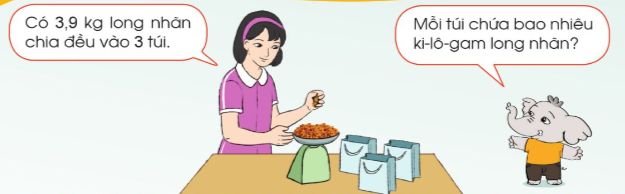 Có 3,9 kg long nhãn
chia đều vào 3 túi.
Mỗi túi chứa bao nhiêu
ki-lô-gam long nhãn?